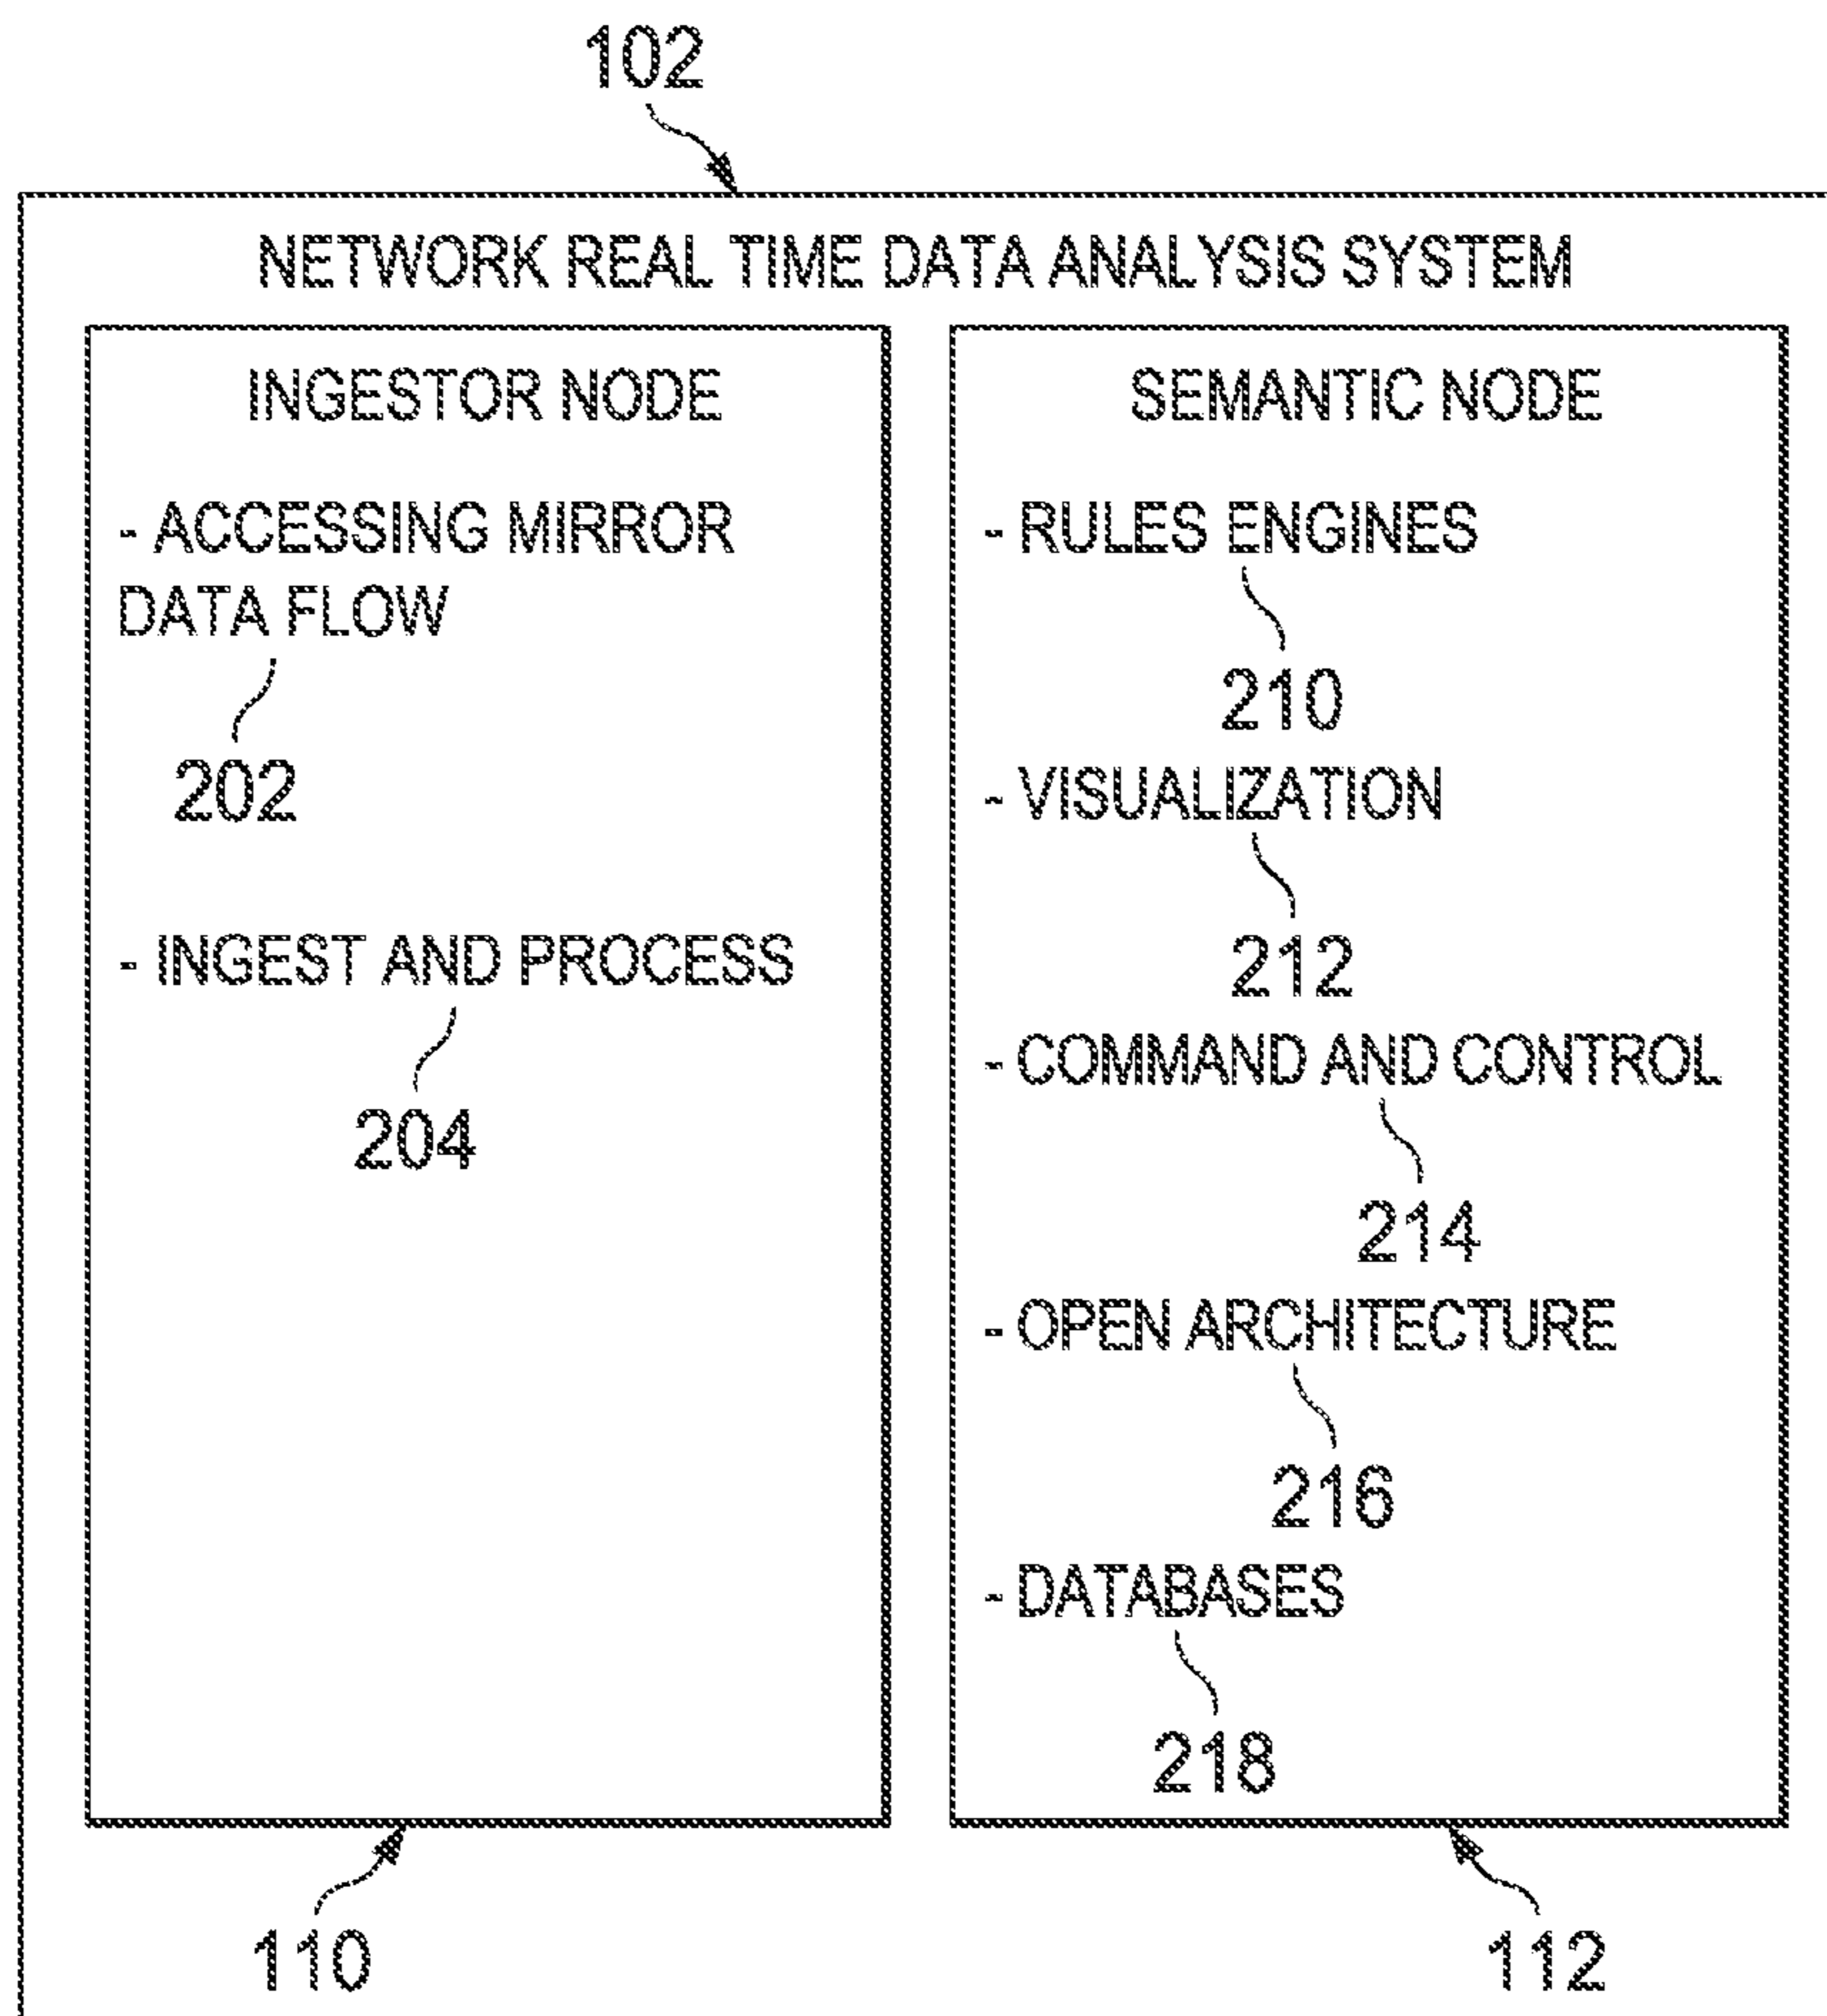 102
NETWORK REAL TIME DATA ANALYSIS SYSTEM
INGESTOR NODE
- ACCESSING MIRROR
DATA FLOW
202
- INGEST AND PROCESS
204
110
SEMANTIC NODE
- RULES ENGINES
210
- VISUALIZATION
212
- COMMAND AND CONTROL
214
- OPEN ARCHITECTURE
216
- DATABASES
218
112